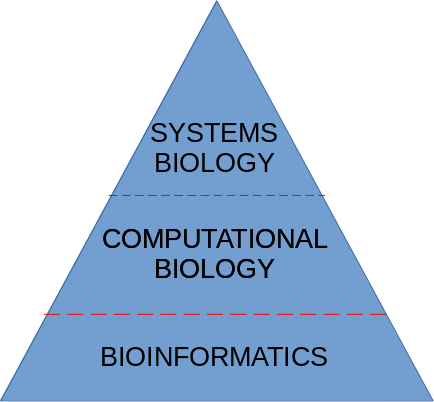 SYSTEMS
BIOLOGY
COMPUTATIONAL
BIOLOGY
BIOINFORMATICS